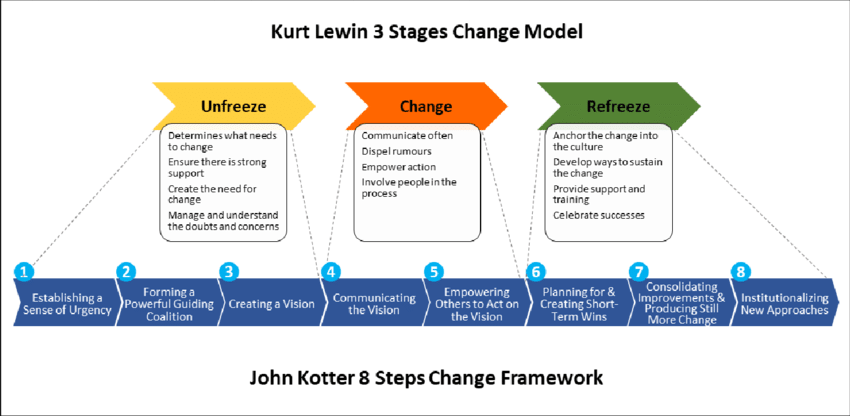 Kurt Lewin 3 Stages Change Model
Unfreeze
Determines what needs
to change
Ensure there is strong
support
Create the need for
change
Manage and understand
the doubts and concerns
Change
Communicate often
Dispel rumours
Empower action
Involve people in the
process
Refreeze
Anchor the change into
the culture
Develop ways to sustain
the change
Provide support and
training
Celebrate successes
1
Establishing a
Sense of Urgency
2
Forming a
Powerful Guiding
Coalition
3
Creating a Vision
4
Communicating
the Vision
5
Empowering
Others to Act on
the Vision
6
Planning for &
Creating Short-
Term Wins
7
Consolidating
Improvements &
Producing Still
More Change
8
Institutionalizing
New Approaches
John Kotter 8 Steps Change Framework